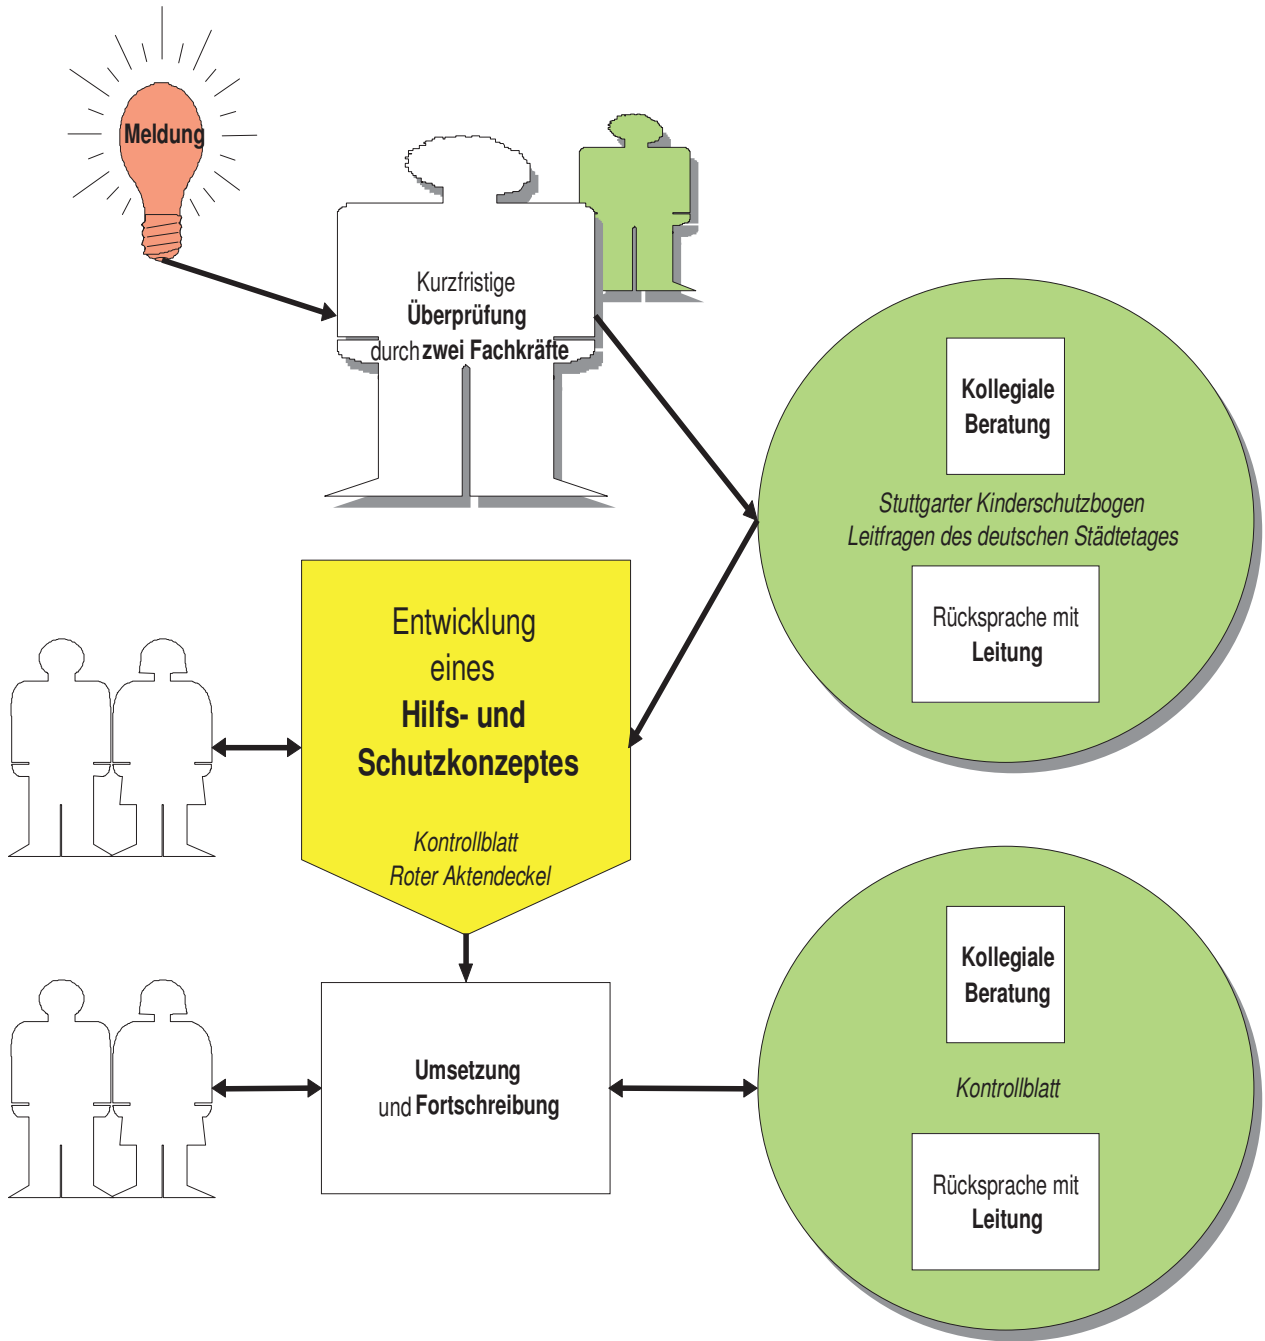 Meldung
Kurzfristige
Überprüfung
durch zwei Fachkräfte
Kollegiale
Beratung
Stuttgarter Kinderschutzbogen
Leitfragen des deutschen Städtetages
Rücksprache mit
Leitung
Entwicklung
eines
Hilfs- und
Schutzkonzeptes
Kontrollblatt
Roter Aktendeckel
Umsetzung
und Fortschreibung
Kollegiale
Beratung
Kontrollblatt
Rücksprache mit
Leitung